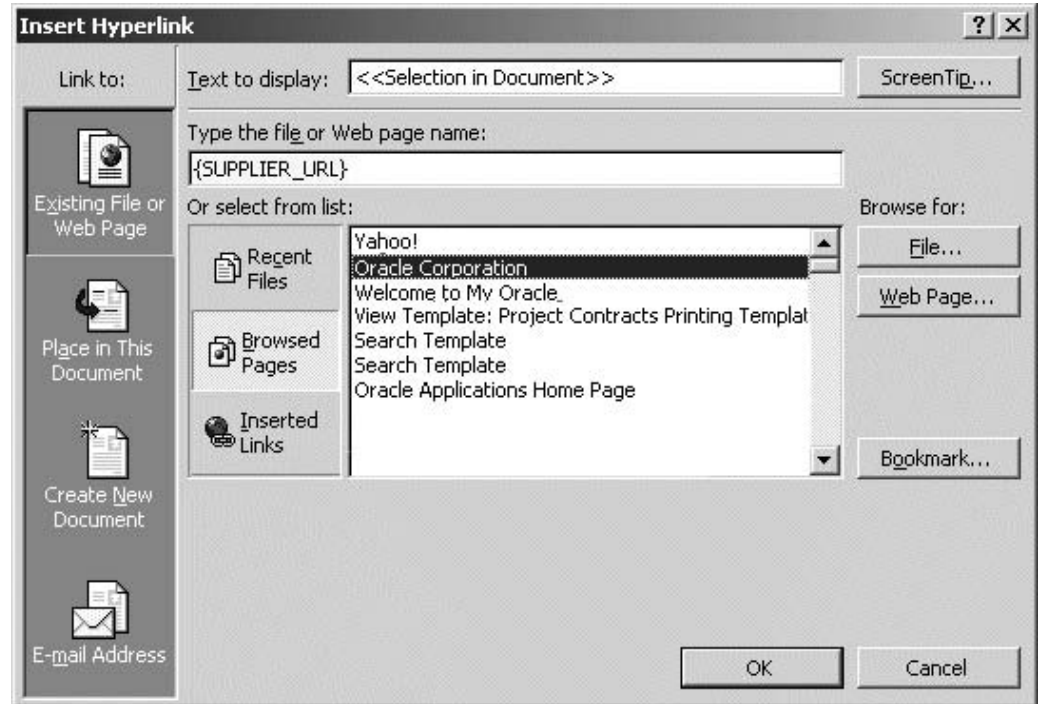 Insert Hyperlink
Link to:
Text to display:
<<Selection in Document>>
ScreenTip...
Type the file or Web page name:
{SUPPLIER_URL}
Existing File or
Web Page
Or select from list:
Browse for:
Recent
Files
Yahoo!
Oracle Corporation
Welcome to My Oracle_
View Template: Project Contracts Printing Templat
Search Template
Search Template
Oracle Applications Home Page
File...
Web Page...
Place in This
Document
Browsed
Pages
Inserted
Links
Bookmark...
Create New
Document
E-mail Address
OK
Cancel